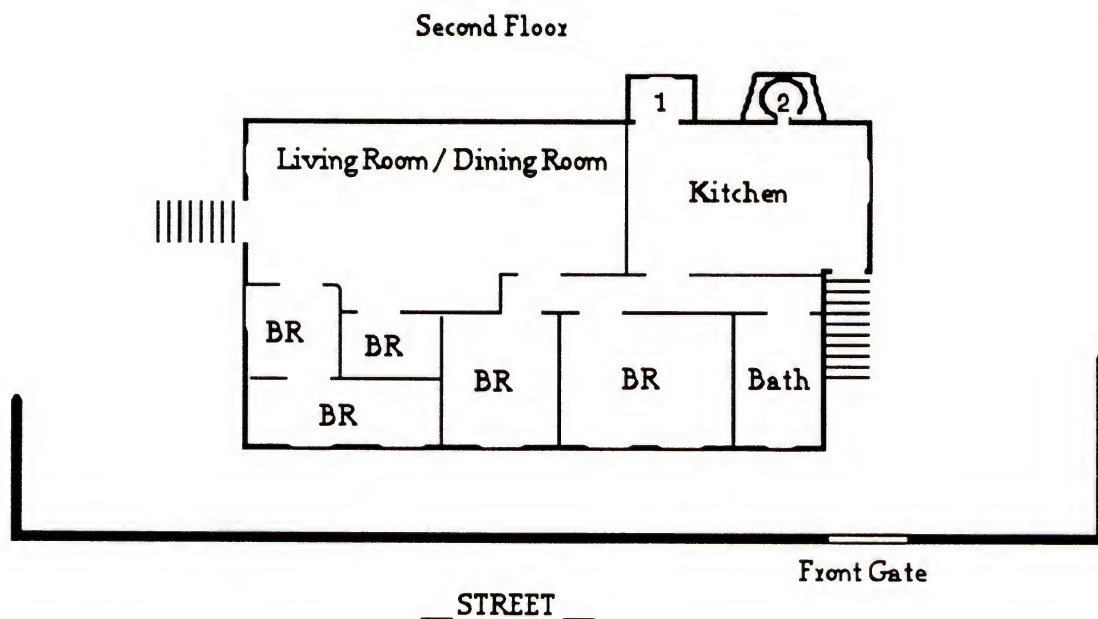 Second Floor
1
2
Living Room / Dining Room
Kitchen
BR
BR
BR
BR
Bath
BR
Front Gate
STREET